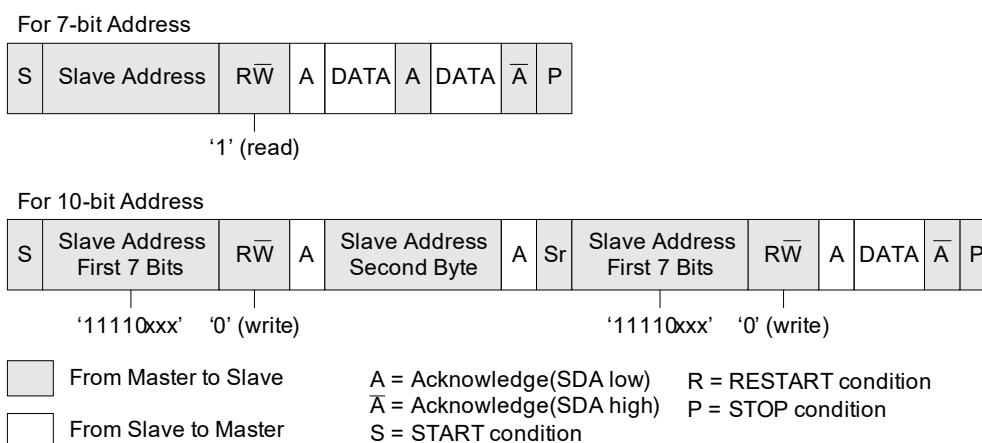 For 7-bit Address
S Slave Address RW̅ A DATA A DATA A̅ P
‘1’ (read)
For 10-bit Address
S Slave Address First 7 Bits RW̅ A Slave Address Second Byte A Sr Slave Address First 7 Bits RW̅ A DATA A̅ P
‘11110xxx’ ‘0’ (write) ‘11110xxx’ ‘0’ (write)
From Master to Slave
From Slave to Master
A = Acknowledge(SDA low)
A̅ = Acknowledge(SDA high)
S = START condition
R = RESTART condition
P = STOP condition